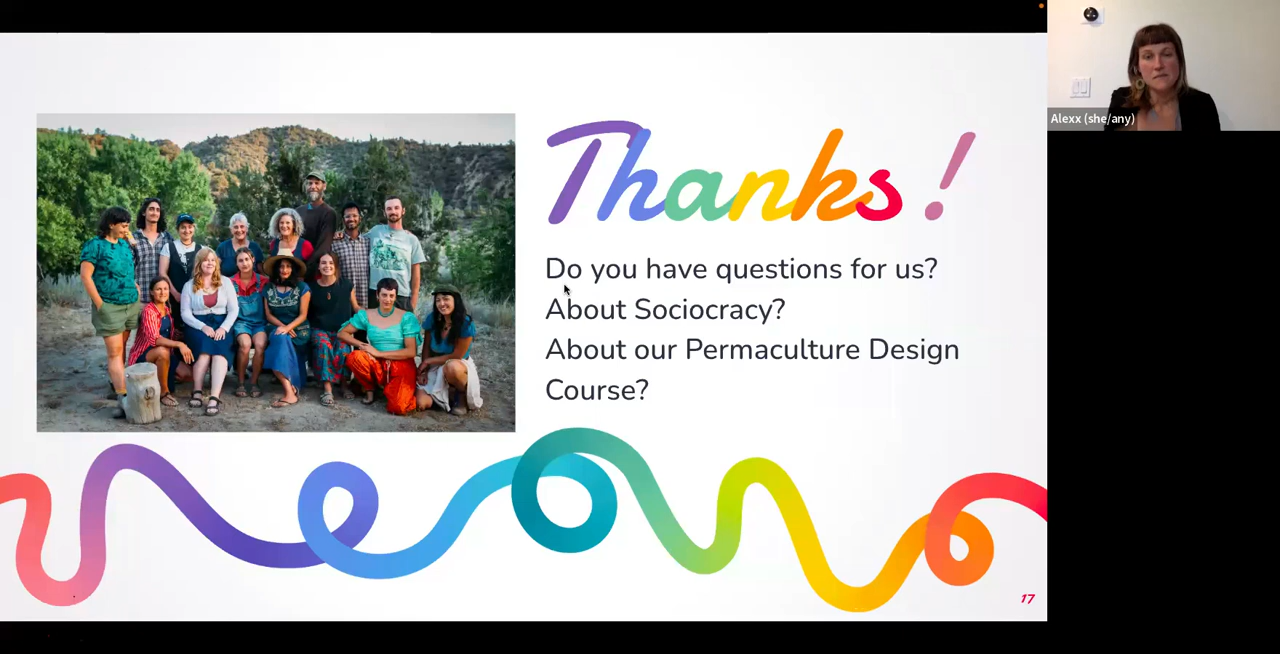 Thanks!
Do you have questions for us?
About Sociocracy?
About our Permaculture Design
Course?
17
Alexx (she/any)